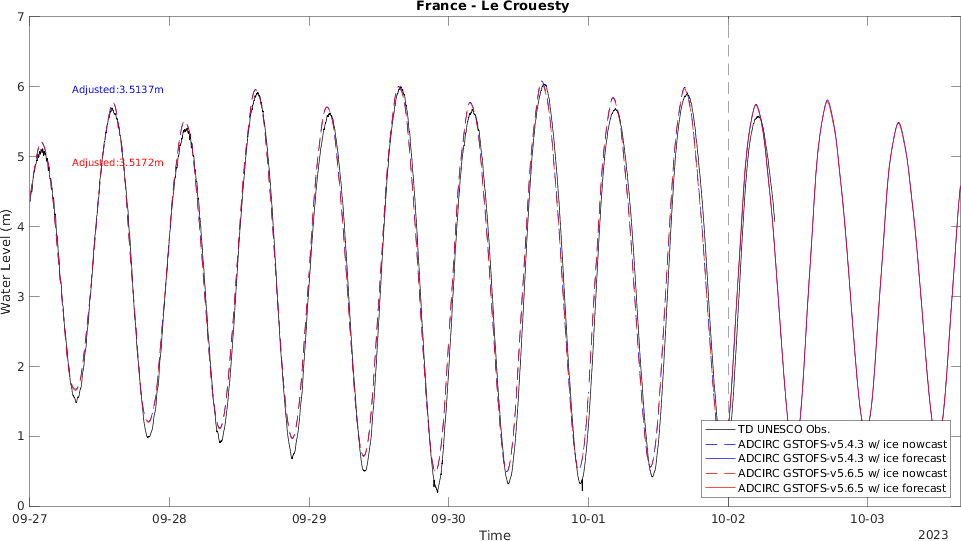 France - Le Crouesty
7
6
5
4
3
2
1
0
Water Level (m)
Adjusted:3.5137m
Adjusted:3.5172m
TD UNESCO Obs.
ADCIRC GSTOFS-v5.4.3 w/ ice nowcast
ADCIRC GSTOFS-v5.4.3 w/ ice forecast
ADCIRC GSTOFS-v5.6.5 w/ ice nowcast
ADCIRC GSTOFS-v5.6.5 w/ ice forecast
09-27 09-28 09-29 09-30 10-01 10-02 10-03
Time
2023